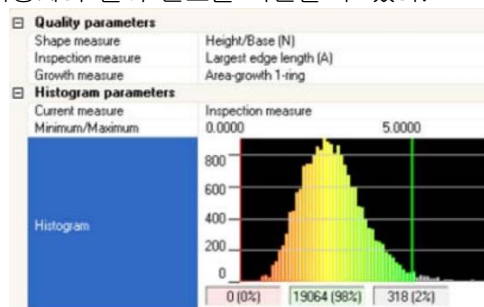 Quality parameters
Shape measure Height/Base (N)
Inspection measure Largest edge length (A)
Growth measure Area-growth 1-ring
Histogram parameters
Current measure Inspection measure
Minimum/Maximum 0.0000 5.0000
Histogram
800
600
400
200
0
0 (0%) 19064 (98%) 318 (2%)